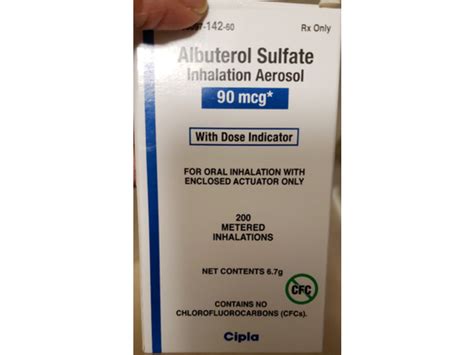 -142-60
Rx Only
Albuterol Sulfate
Inhalation Aerosol
90 mcg*
With Dose Indicator
FOR ORAL INHALATION WITH
ENCLOSED ACTUATOR ONLY
200
METERED
INHALATIONS
NET CONTENTS 6.7g
CFC
CONTAINS NO
CHLOROFLUOROCARBONS (CFCs).
Cipla